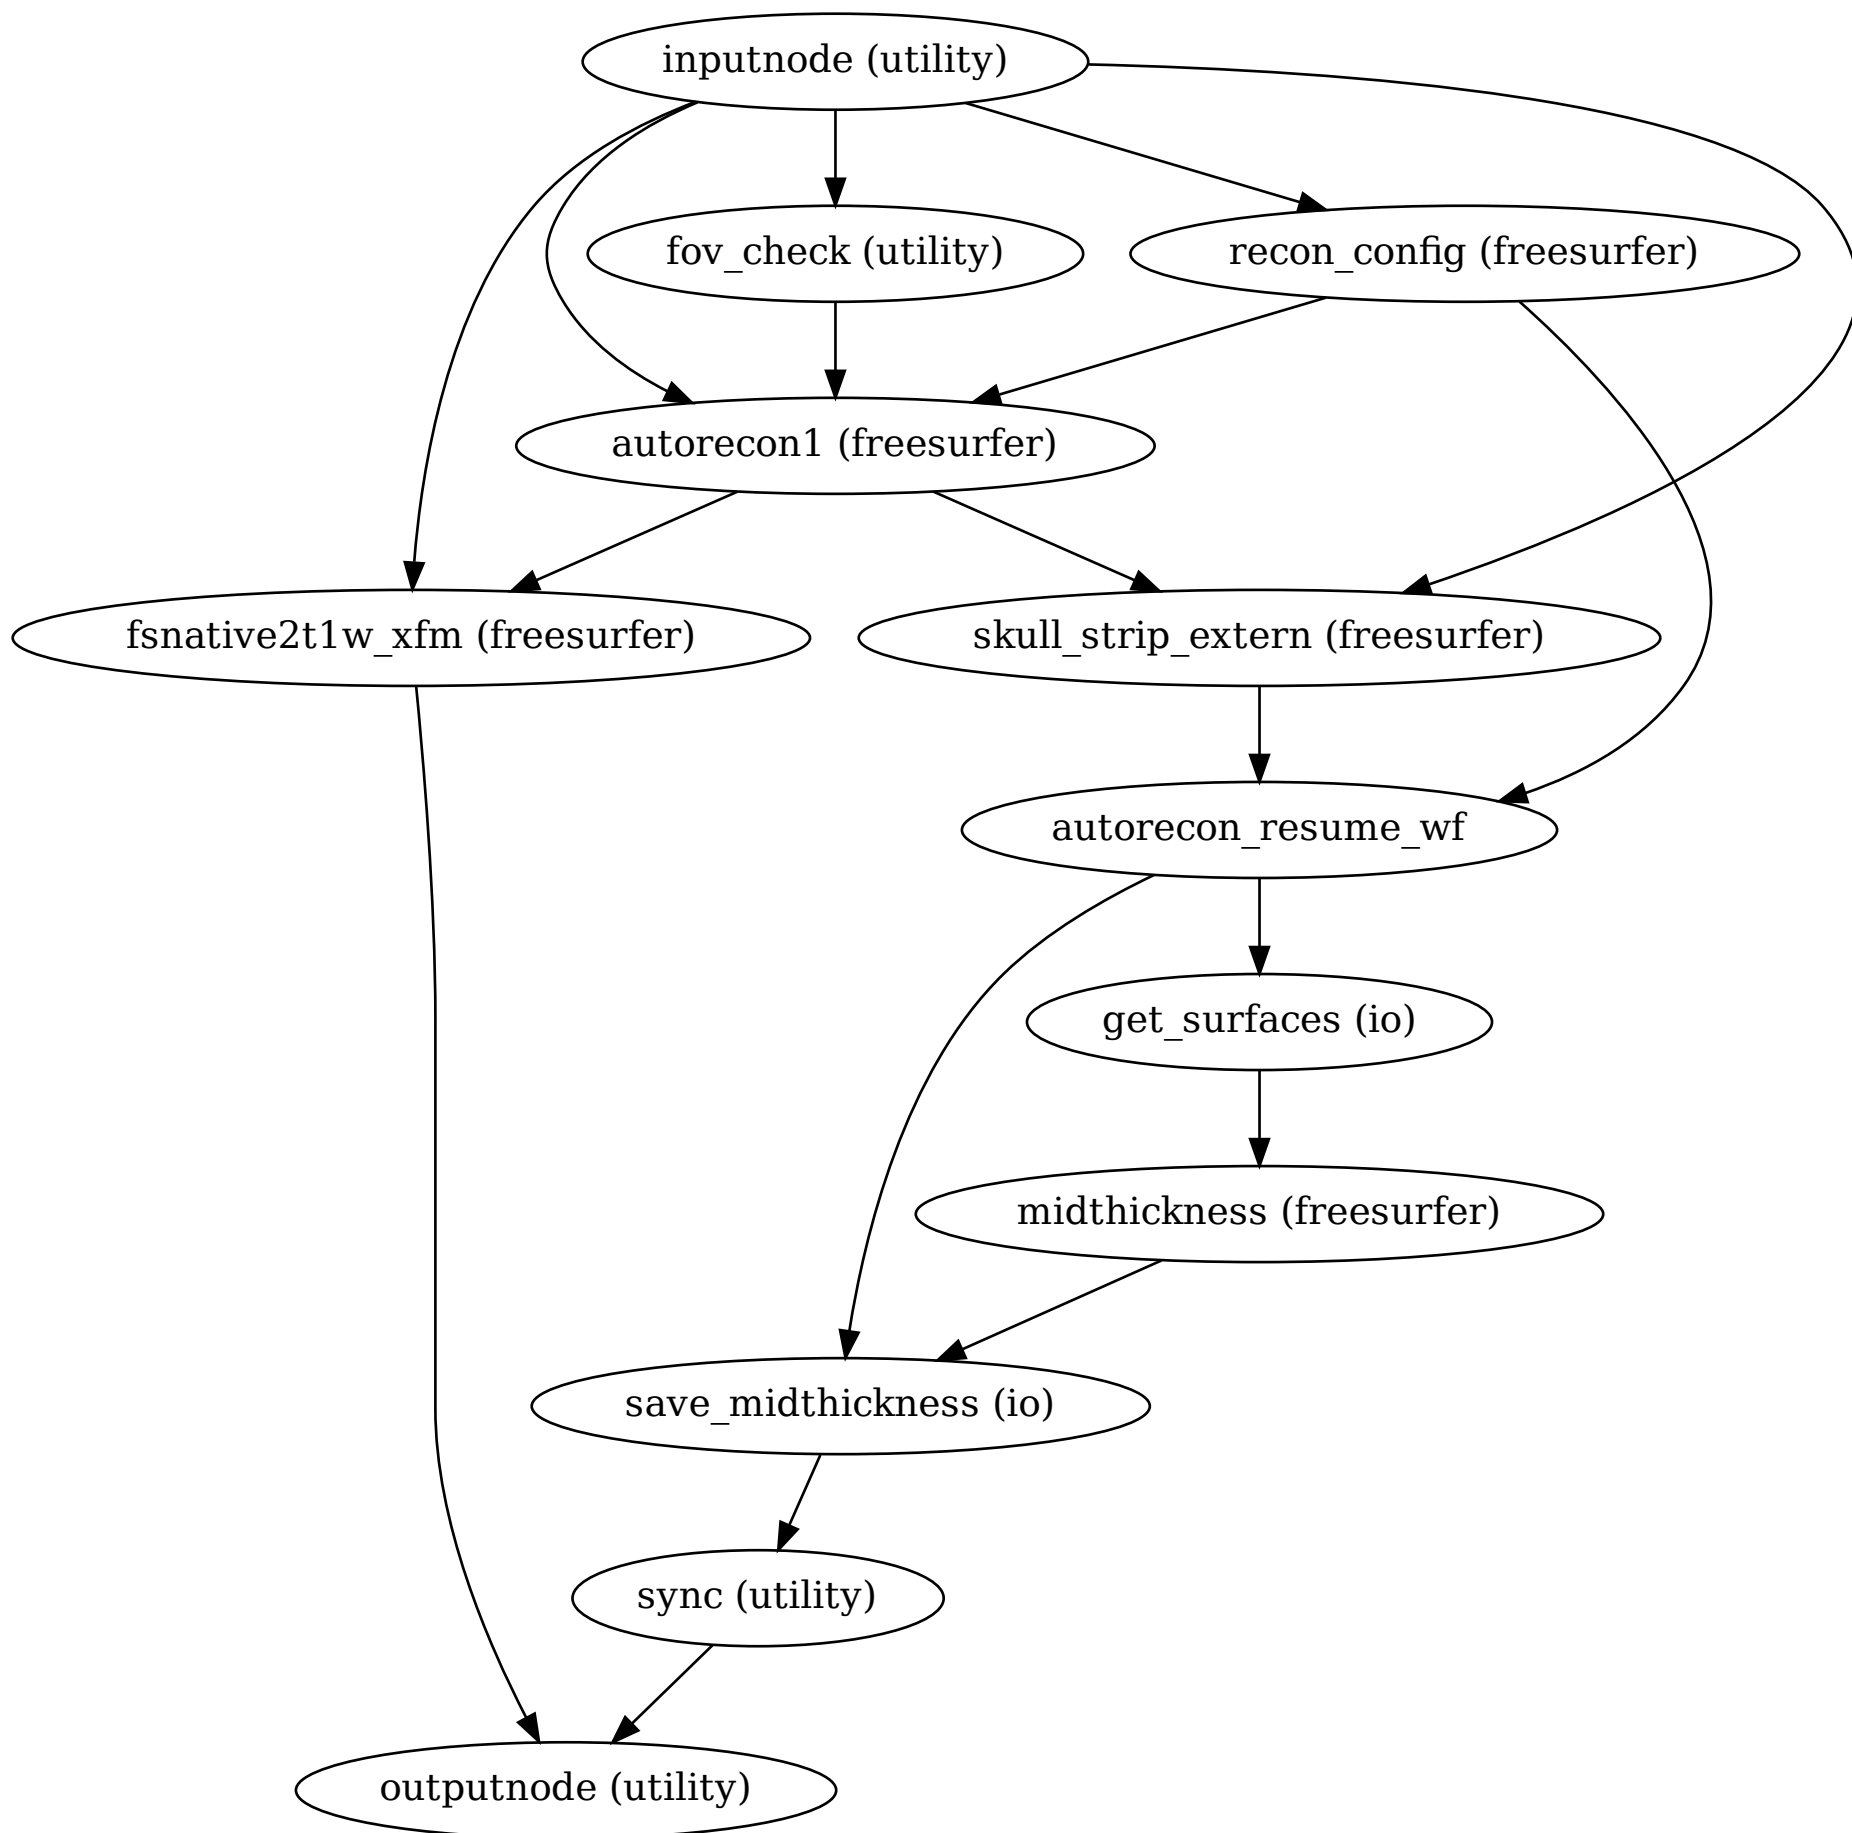 inputnode (utility)
fov_check (utility)
recon_config (freesurfer)
autorecon1 (freesurfer)
fsnative2t1w_xfm (freesurfer)
skull_strip_extern (freesurfer)
autorecon_resume_wf
get_surfaces (io)
midthickness (freesurfer)
save_midthickness (io)
sync (utility)
outputnode (utility)